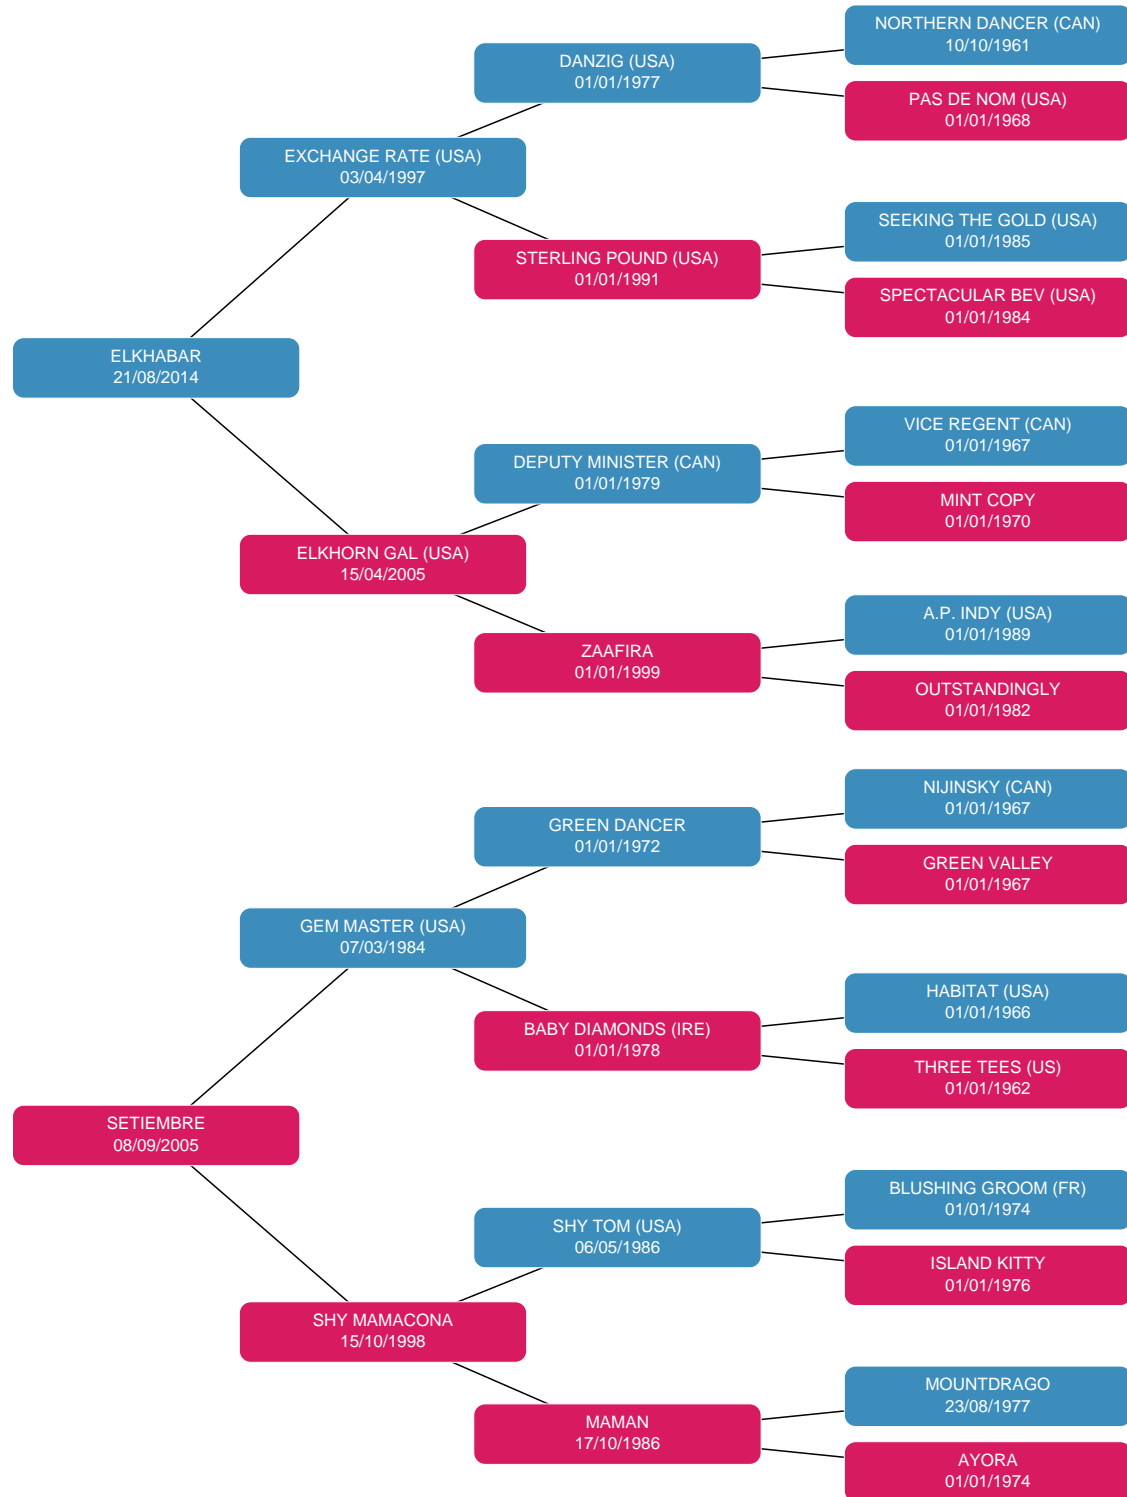 NORTHERN DANCER (CAN)
10/10/1961
DANZIG (USA)
01/01/1977
PAS DE NOM (USA)
01/01/1968
EXCHANGE RATE (USA)
03/04/1997
SEEKING THE GOLD (USA)
01/01/1985
STERLING POUND (USA)
01/01/1991
SPECTACULAR BEV (USA)
01/01/1984
ELKHABAR
21/08/2014
VICE REGENT (CAN)
01/01/1967
DEPUTY MINISTER (CAN)
01/01/1979
MINT COPY
01/01/1970
ELKHORN GAL (USA)
15/04/2005
A.P. INDY (USA)
01/01/1989
ZAAFIRA
01/01/1999
OUTSTANDINGLY
01/01/1982
NIJINSKY (CAN)
01/01/1967
GREEN DANCER
01/01/1972
GREEN VALLEY
01/01/1967
GEM MASTER (USA)
07/03/1984
HABITAT (USA)
01/01/1966
BABY DIAMONDS (IRE)
01/01/1978
THREE TEES (US)
01/01/1962
SETIEMBRE
08/09/2005
BLUSHING GROOM (FR)
01/01/1974
SHY TOM (USA)
06/05/1986
ISLAND KITTY
01/01/1976
SHY MAMACONA
15/10/1998
MOUNTDRAGO
23/08/1977
MAMAN
17/10/1986
AYORA
01/01/1974